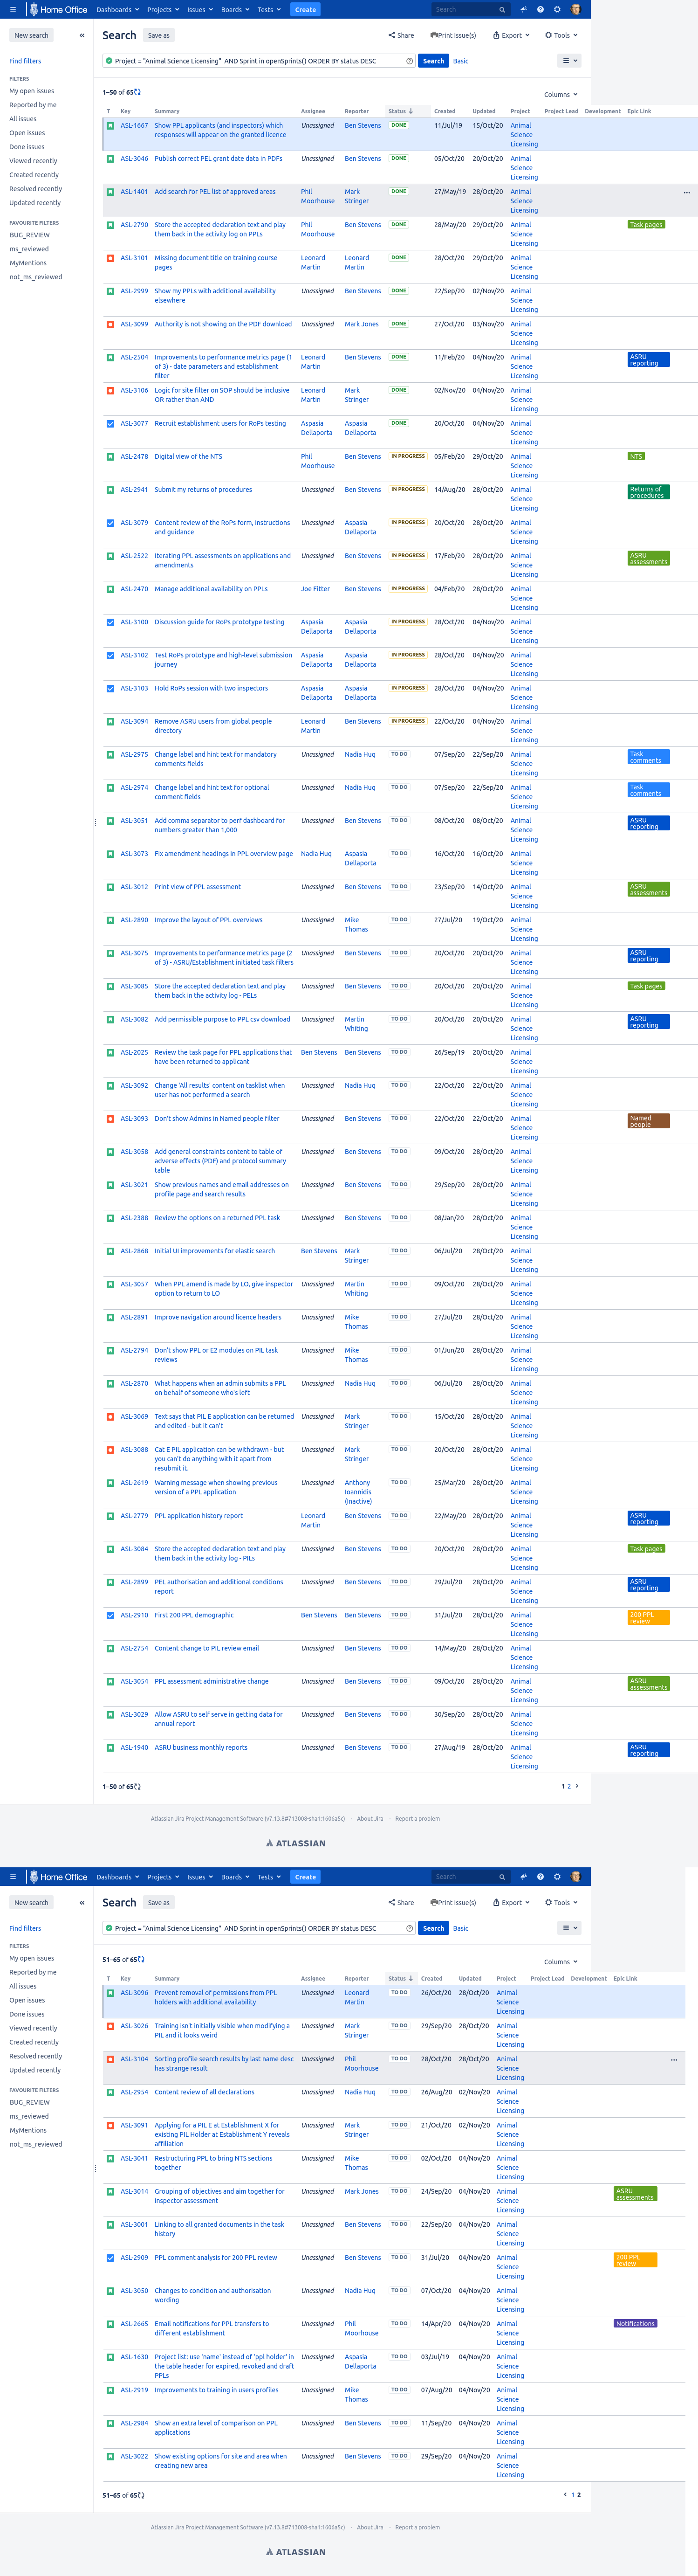 Home Office Dashboards Projects Issues Boards Tests Create Search
New search
Find filters
FILTERS
My open issues
Reported by me
All issues
Open issues
Done issues
Viewed recently
Created recently
Resolved recently
Updated recently
FAVOURITE FILTERS
BUG_REVIEW
ms_reviewed
MyMentions
not_ms_reviewed
Search Save as Share Print Issue(s) Export Tools
Project = "Animal Science Licensing" AND Sprint in openSprints() ORDER BY status DESC Search Basic
1–50 of 65 Columns
T Key Summary Assignee Reporter Status Created Updated Project Project Lead Development Epic Link
ASL-1667 Show PPL applicants (and inspectors) which responses will appear on the granted licence Unassigned Ben Stevens DONE 11/Jul/19 15/Oct/20 Animal Science Licensing
ASL-3046 Publish correct PEL grant date data in PDFs Unassigned Ben Stevens DONE 05/Oct/20 20/Oct/20 Animal Science Licensing
ASL-1401 Add search for PEL list of approved areas Phil Moorhouse Mark Stringer DONE 27/May/19 28/Oct/20 Animal Science Licensing
ASL-2790 Store the accepted declaration text and play them back in the activity log on PPLs Phil Moorhouse Ben Stevens DONE 28/May/20 29/Oct/20 Animal Science Licensing Task pages
ASL-3101 Missing document title on training course pages Leonard Martin Leonard Martin DONE 28/Oct/20 29/Oct/20 Animal Science Licensing
ASL-2999 Show my PPLs with additional availability elsewhere Unassigned Ben Stevens DONE 22/Sep/20 02/Nov/20 Animal Science Licensing
ASL-3099 Authority is not showing on the PDF download Unassigned Mark Jones DONE 27/Oct/20 03/Nov/20 Animal Science Licensing
ASL-2504 Improvements to performance metrics page (1 of 3) - date parameters and establishment filter Leonard Martin Ben Stevens DONE 11/Feb/20 04/Nov/20 Animal Science Licensing ASRU reporting
ASL-3106 Logic for site filter on SOP should be inclusive OR rather than AND Leonard Martin Mark Stringer DONE 02/Nov/20 04/Nov/20 Animal Science Licensing
ASL-3077 Recruit establishment users for RoPs testing Aspasia Dellaporta Aspasia Dellaporta DONE 20/Oct/20 04/Nov/20 Animal Science Licensing
ASL-2478 Digital view of the NTS Phil Moorhouse Ben Stevens IN PROGRESS 05/Feb/20 29/Oct/20 Animal Science Licensing NTS
ASL-2941 Submit my returns of procedures Unassigned Ben Stevens IN PROGRESS 14/Aug/20 28/Oct/20 Animal Science Licensing Returns of procedures
ASL-3079 Content review of the RoPs form, instructions and guidance Unassigned Aspasia Dellaporta IN PROGRESS 20/Oct/20 28/Oct/20 Animal Science Licensing
ASL-2522 Iterating PPL assessments on applications and amendments Unassigned Ben Stevens IN PROGRESS 17/Feb/20 28/Oct/20 Animal Science Licensing ASRU assessments
ASL-2470 Manage additional availability on PPLs Joe Fitter Ben Stevens IN PROGRESS 04/Feb/20 28/Oct/20 Animal Science Licensing
ASL-3100 Discussion guide for RoPs prototype testing Aspasia Dellaporta Aspasia Dellaporta IN PROGRESS 28/Oct/20 04/Nov/20 Animal Science Licensing
ASL-3102 Test RoPs prototype and high-level submission journey Aspasia Dellaporta Aspasia Dellaporta IN PROGRESS 28/Oct/20 04/Nov/20 Animal Science Licensing
ASL-3103 Hold RoPs session with two inspectors Aspasia Dellaporta Aspasia Dellaporta IN PROGRESS 28/Oct/20 04/Nov/20 Animal Science Licensing
ASL-3094 Remove ASRU users from global people directory Leonard Martin Ben Stevens IN PROGRESS 22/Oct/20 04/Nov/20 Animal Science Licensing
ASL-2975 Change label and hint text for mandatory comments fields Unassigned Nadia Huq TO DO 07/Sep/20 22/Sep/20 Animal Science Licensing Task comments
ASL-2974 Change label and hint text for optional comment fields Unassigned Nadia Huq TO DO 07/Sep/20 22/Sep/20 Animal Science Licensing Task comments
ASL-3051 Add comma separator to perf dashboard for numbers greater than 1,000 Unassigned Ben Stevens TO DO 08/Oct/20 08/Oct/20 Animal Science Licensing ASRU reporting
ASL-3073 Fix amendment headings in PPL overview page Nadia Huq Aspasia Dellaporta TO DO 16/Oct/20 16/Oct/20 Animal Science Licensing
ASL-3012 Print view of PPL assessment Unassigned Ben Stevens TO DO 23/Sep/20 14/Oct/20 Animal Science Licensing ASRU assessments
ASL-2890 Improve the layout of PPL overviews Unassigned Mike Thomas TO DO 27/Jul/20 19/Oct/20 Animal Science Licensing
ASL-3075 Improvements to performance metrics page (2 of 3) - ASRU/Establishment initiated task filters Unassigned Ben Stevens TO DO 20/Oct/20 20/Oct/20 Animal Science Licensing ASRU reporting
ASL-3085 Store the accepted declaration text and play them back in the activity log - PELs Unassigned Ben Stevens TO DO 20/Oct/20 20/Oct/20 Animal Science Licensing Task pages
ASL-3082 Add permissible purpose to PPL csv download Unassigned Martin Whiting TO DO 20/Oct/20 20/Oct/20 Animal Science Licensing ASRU reporting
ASL-2025 Review the task page for PPL applications that have been returned to applicant Ben Stevens Ben Stevens TO DO 26/Sep/19 20/Oct/20 Animal Science Licensing
ASL-3092 Change 'All results' content on tasklist when user has not performed a search Unassigned Nadia Huq TO DO 22/Oct/20 22/Oct/20 Animal Science Licensing
ASL-3093 Don't show Admins in Named people filter Unassigned Ben Stevens TO DO 22/Oct/20 22/Oct/20 Animal Science Licensing Named people
ASL-3058 Add general constraints content to table of adverse effects (PDF) and protocol summary table Unassigned Ben Stevens TO DO 09/Oct/20 28/Oct/20 Animal Science Licensing
ASL-3021 Show previous names and email addresses on profile page and search results Unassigned Ben Stevens TO DO 29/Sep/20 28/Oct/20 Animal Science Licensing
ASL-2388 Review the options on a returned PPL task Unassigned Ben Stevens TO DO 08/Jan/20 28/Oct/20 Animal Science Licensing
ASL-2868 Initial UI improvements for elastic search Ben Stevens Mark Stringer TO DO 06/Jul/20 28/Oct/20 Animal Science Licensing
ASL-3057 When PPL amend is made by LO, give inspector option to return to LO Unassigned Martin Whiting TO DO 09/Oct/20 28/Oct/20 Animal Science Licensing
ASL-2891 Improve navigation around licence headers Unassigned Mike Thomas TO DO 27/Jul/20 28/Oct/20 Animal Science Licensing
ASL-2794 Don't show PPL or E2 modules on PIL task reviews Unassigned Mike Thomas TO DO 01/Jun/20 28/Oct/20 Animal Science Licensing
ASL-2870 What happens when an admin submits a PPL on behalf of someone who's left Unassigned Nadia Huq TO DO 06/Jul/20 28/Oct/20 Animal Science Licensing
ASL-3069 Text says that PIL E application can be returned and edited - but it can't Unassigned Mark Stringer TO DO 15/Oct/20 28/Oct/20 Animal Science Licensing
ASL-3088 Cat E PIL application can be withdrawn - but you can't do anything with it apart from resubmit it. Unassigned Mark Stringer TO DO 20/Oct/20 28/Oct/20 Animal Science Licensing
ASL-2619 Warning message when showing previous version of a PPL application Unassigned Anthony Ioannidis (Inactive) TO DO 25/Mar/20 28/Oct/20 Animal Science Licensing
ASL-2779 PPL application history report Leonard Martin Ben Stevens TO DO 22/May/20 28/Oct/20 Animal Science Licensing ASRU reporting
ASL-3084 Store the accepted declaration text and play them back in the activity log - PILs Unassigned Ben Stevens TO DO 20/Oct/20 28/Oct/20 Animal Science Licensing Task pages
ASL-2899 PEL authorisation and additional conditions report Unassigned Ben Stevens TO DO 29/Jul/20 28/Oct/20 Animal Science Licensing ASRU reporting
ASL-2910 First 200 PPL demographic Ben Stevens Ben Stevens TO DO 31/Jul/20 28/Oct/20 Animal Science Licensing 200 PPL review
ASL-2754 Content change to PIL review email Unassigned Ben Stevens TO DO 14/May/20 28/Oct/20 Animal Science Licensing
ASL-3054 PPL assessment administrative change Unassigned Ben Stevens TO DO 09/Oct/20 28/Oct/20 Animal Science Licensing ASRU assessments
ASL-3029 Allow ASRU to self serve in getting data for annual report Unassigned Ben Stevens TO DO 30/Sep/20 28/Oct/20 Animal Science Licensing
ASL-1940 ASRU business monthly reports Unassigned Ben Stevens TO DO 27/Aug/19 28/Oct/20 Animal Science Licensing ASRU reporting
1–50 of 65 1 2
Atlassian Jira Project Management Software (v7.13.8#713008-sha1:1606a5c) · About Jira · Report a problem
ATLASSIAN
Home Office Dashboards Projects Issues Boards Tests Create Search
New search
Find filters
FILTERS
My open issues
Reported by me
All issues
Open issues
Done issues
Viewed recently
Created recently
Resolved recently
Updated recently
FAVOURITE FILTERS
BUG_REVIEW
ms_reviewed
MyMentions
not_ms_reviewed
Search Save as Share Print Issue(s) Export Tools
Project = "Animal Science Licensing" AND Sprint in openSprints() ORDER BY status DESC Search Basic
51–65 of 65 Columns
T Key Summary Assignee Reporter Status Created Updated Project Project Lead Development Epic Link
ASL-3096 Prevent removal of permissions from PPL holders with additional availability Unassigned Leonard Martin TO DO 26/Oct/20 28/Oct/20 Animal Science Licensing
ASL-3026 Training isn't initially visible when modifying a PIL and it looks weird Unassigned Mark Stringer TO DO 29/Sep/20 28/Oct/20 Animal Science Licensing
ASL-3104 Sorting profile search results by last name desc has strange result Unassigned Phil Moorhouse TO DO 28/Oct/20 28/Oct/20 Animal Science Licensing
ASL-2954 Content review of all declarations Unassigned Nadia Huq TO DO 26/Aug/20 02/Nov/20 Animal Science Licensing
ASL-3091 Applying for a PIL E at Establishment X for existing PIL Holder at Establishment Y reveals affiliation Unassigned Mark Stringer TO DO 21/Oct/20 02/Nov/20 Animal Science Licensing
ASL-3041 Restructuring PPL to bring NTS sections together Unassigned Mike Thomas TO DO 02/Oct/20 04/Nov/20 Animal Science Licensing
ASL-3014 Grouping of objectives and aim together for inspector assessment Unassigned Mark Jones TO DO 24/Sep/20 04/Nov/20 Animal Science Licensing ASRU assessments
ASL-3001 Linking to all granted documents in the task history Unassigned Ben Stevens TO DO 22/Sep/20 04/Nov/20 Animal Science Licensing
ASL-2909 PPL comment analysis for 200 PPL review Unassigned Ben Stevens TO DO 31/Jul/20 04/Nov/20 Animal Science Licensing 200 PPL review
ASL-3050 Changes to condition and authorisation wording Unassigned Nadia Huq TO DO 07/Oct/20 04/Nov/20 Animal Science Licensing
ASL-2665 Email notifications for PPL transfers to different establishment Unassigned Phil Moorhouse TO DO 14/Apr/20 04/Nov/20 Animal Science Licensing Notifications
ASL-1630 Project list: use 'name' instead of 'ppl holder' in the table header for expired, revoked and draft PPLs Unassigned Aspasia Dellaporta TO DO 03/Jul/19 04/Nov/20 Animal Science Licensing
ASL-2919 Improvements to training in users profiles Unassigned Mike Thomas TO DO 07/Aug/20 04/Nov/20 Animal Science Licensing
ASL-2984 Show an extra level of comparison on PPL applications Unassigned Ben Stevens TO DO 11/Sep/20 04/Nov/20 Animal Science Licensing
ASL-3022 Show existing options for site and area when creating new area Unassigned Ben Stevens TO DO 29/Sep/20 04/Nov/20 Animal Science Licensing
51–65 of 65 1 2
Atlassian Jira Project Management Software (v7.13.8#713008-sha1:1606a5c) · About Jira · Report a problem
ATLASSIAN